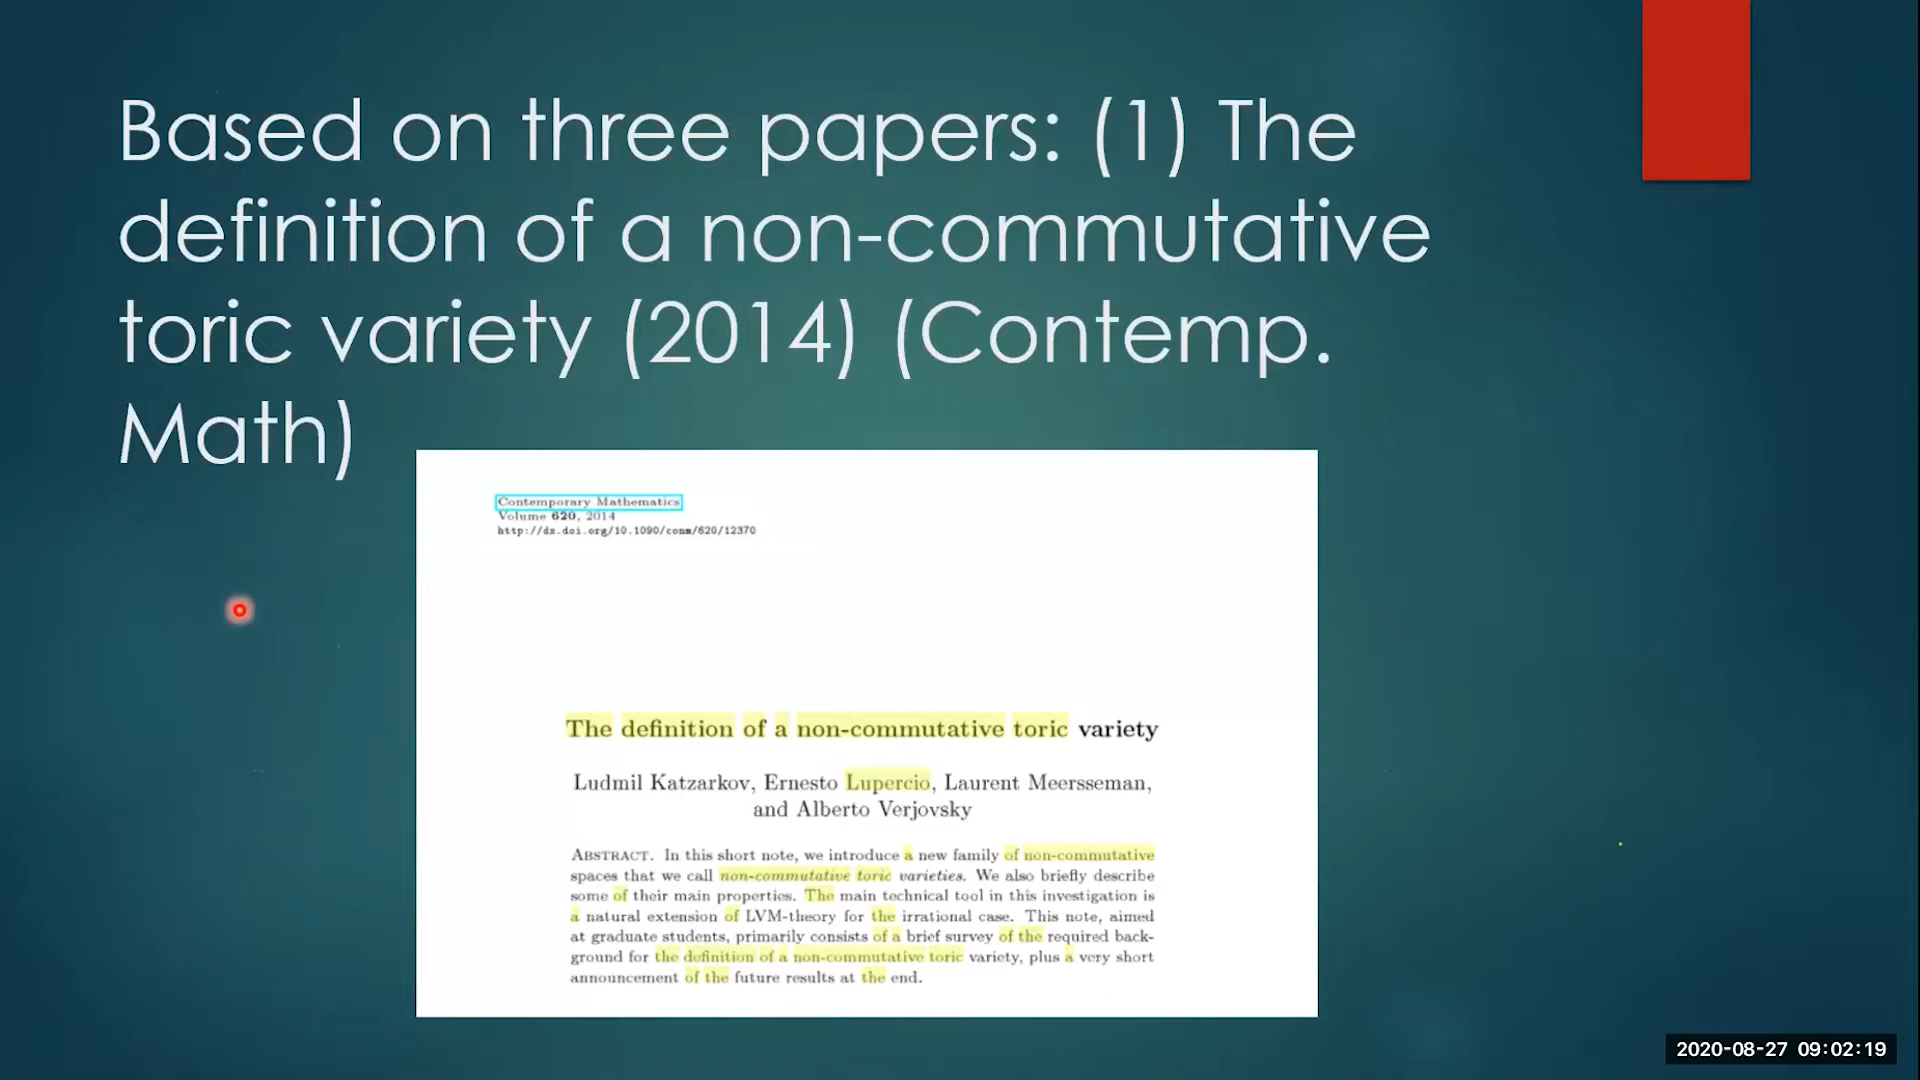 Based on three papers: (1) The
definition of a non-commutative
toric variety (2014) (Contemp.
Math)
Contemporary Mathematics
Volume 620, 2014
http://dx.doi.org/10.1090/conm/620/12370
The definition of a non-commutative toric variety
Ludmil Katzarkov, Ernesto Lupercio, Laurent Meersseman,
and Alberto Verjovsky
Abstract. In this short note, we introduce a new family of non-commutative
spaces that we call non-commutative toric varieties. We also briefly describe
some of their main properties. The main technical tool in this investigation is
a natural extension of LVM-theory for the irrational case. This note, aimed
at graduate students, primarily consists of a brief survey of the required back-
ground for the definition of a non-commutative toric variety, plus a very short
announcement of the future results at the end.
2020-08-27 09:02:19